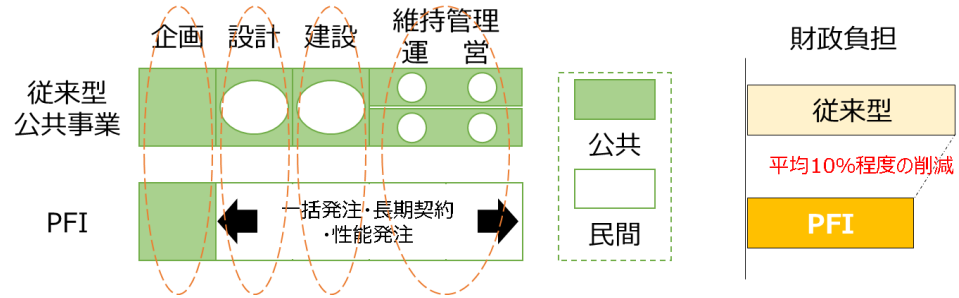 企画
設計
建設
維持管理
運 営
従来型
公共事業
PFI
一括発注・長期契約
・性能発注
公共
民間
財政負担
従来型
平均10%程度の削減
PFI